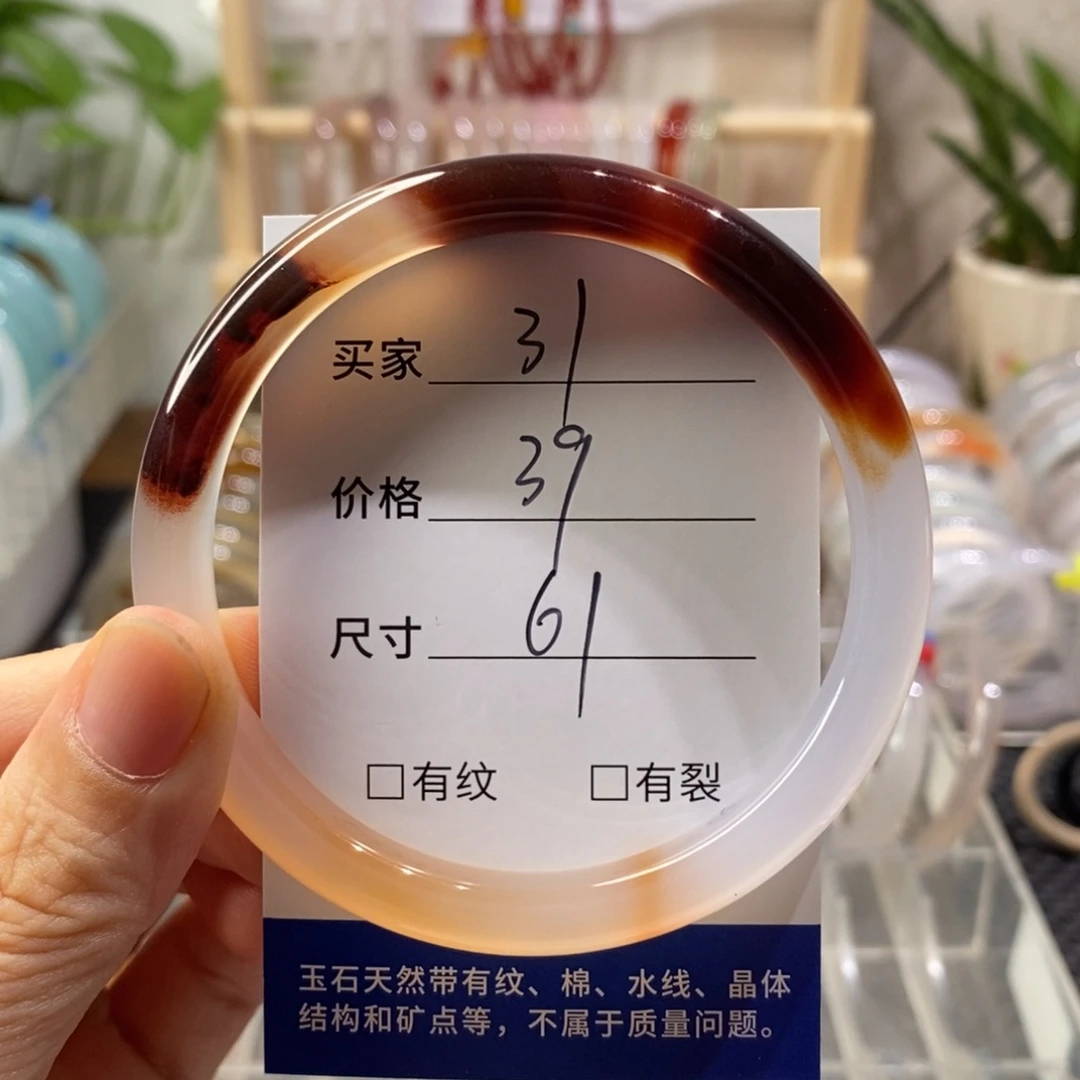 买家 31
价格 39
尺寸 61
□有纹 □有裂
玉石天然带有纹、棉、水线、晶体
结构和矿点等，不属于质量问题。